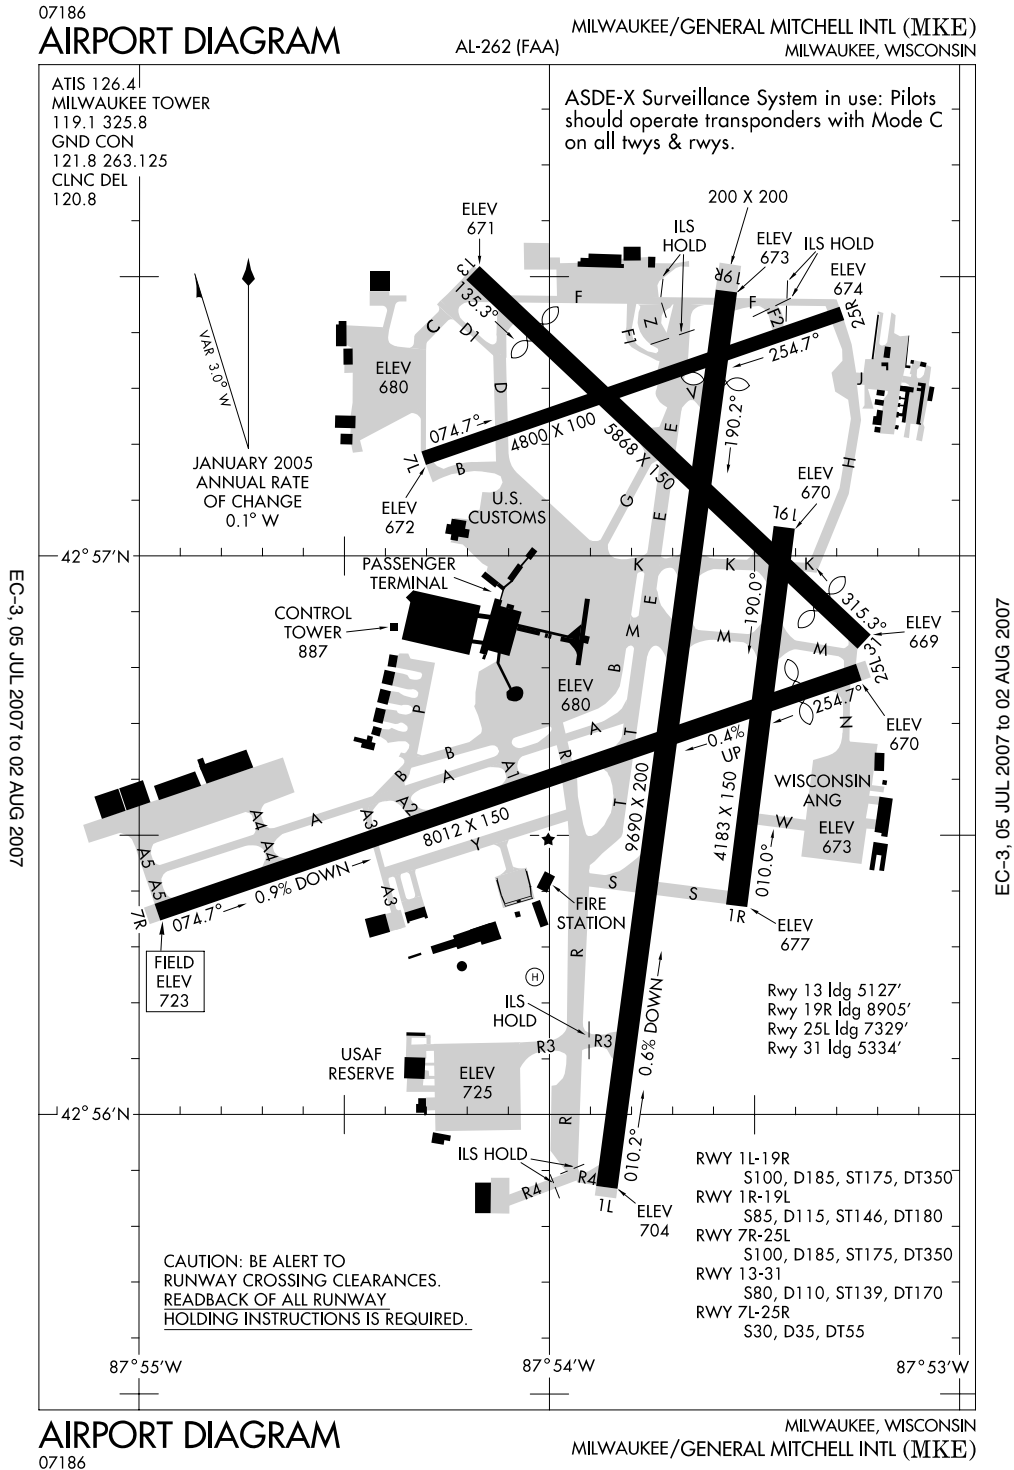 07186
AIRPORT DIAGRAM
AL-262 (FAA)
MILWAUKEE/GENERAL MITCHELL INTL (MKE)
MILWAUKEE, WISCONSIN
ATIS 126.4
MILWAUKEE TOWER
119.1 325.8
GND CON
121.8 263.125
CLNC DEL
120.8
ASDE-X Surveillance System in use: Pilots
should operate transponders with Mode C
on all twys & rwys.
200 X 200
ELEV
671
ILS
HOLD
ELEV
673
ILS HOLD
ELEV
674
13
19R
135.3°
F
F
F2
25R
C
D1
Z
F1
VAR 3.0° W
ELEV
680
254.7°
J
D
V
190.2°
074.7°
4800 X 100
5868 X 150
E
7L
B
H
JANUARY 2005
ANNUAL RATE
OF CHANGE
0.1° W
ELEV
672
U.S.
CUSTOMS
G
E
ELEV
670
19L
42°57'N
PASSENGER
TERMINAL
K
K
K
190.0°
315.3°
CONTROL
TOWER
887
E
M
M
M
ELEV
669
31
B
25L
ELEV
680
254.7°
P
ELEV
670
N
A
R
T
0.4%
UP
B
B
A
A1
A2
WISCONSIN
ANG
ELEV
673
A
A3
A4
A4
8012 X 150
Y
T
9690 X 200
4183 X 150
W
A5
A5
0.9% DOWN
A3
074.7°
7R
S
S
010.0°
1R
FIRE
STATION
ELEV
677
FIELD
ELEV
723
R
H
ILS
HOLD
0.6% DOWN
Rwy 13 ldg 5127'
Rwy 19R ldg 8905'
Rwy 25L ldg 7329'
Rwy 31 ldg 5334'
USAF
RESERVE
R3
R3
ELEV
725
42°56'N
R
010.2°
ILS HOLD
R4
R4
1L
ELEV
704
RWY 1L-19R
S100, D185, ST175, DT350
RWY 1R-19L
S85, D115, ST146, DT180
RWY 7R-25L
S100, D185, ST175, DT350
RWY 13-31
S80, D110, ST139, DT170
RWY 7L-25R
S30, D35, DT55
CAUTION: BE ALERT TO
RUNWAY CROSSING CLEARANCES.
READBACK OF ALL RUNWAY
HOLDING INSTRUCTIONS IS REQUIRED.
87°55'W
87°54'W
87°53'W
EC-3, 05 JUL 2007 to 02 AUG 2007
EC-3, 05 JUL 2007 to 02 AUG 2007
AIRPORT DIAGRAM
07186
MILWAUKEE, WISCONSIN
MILWAUKEE/GENERAL MITCHELL INTL (MKE)